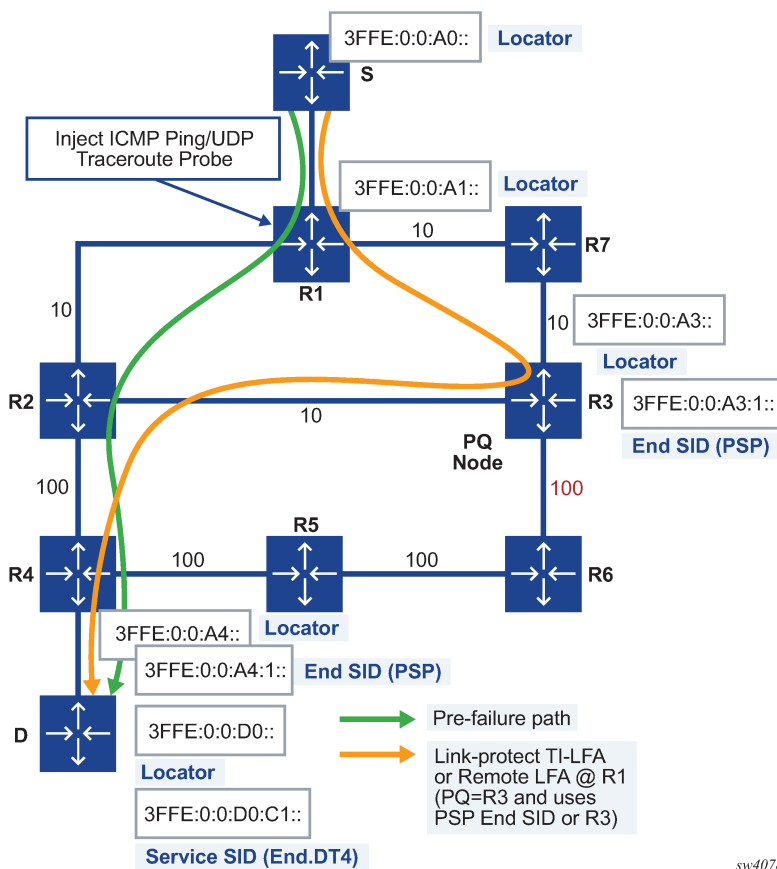 3FFE:0:0:A0::
Locator
S
Inject ICMP Ping/UDP
Traceroute Probe
3FFE:0:0:A1::
Locator
10
R7
R1
10
10
3FFE:0:0:A3::
Locator
R2
R3
3FFE:0:0:A3:1::
10
PQ
Node
End SID (PSP)
100
100
R5
R4
100
100
R6
3FFE:0:0:A4::
Locator
3FFE:0:0:A4:1::
End SID (PSP)
D
3FFE:0:0:D0::
Locator
3FFE:0:0:D0:C1::
Service SID (End.DT4)
Pre-failure path
Link-protect TI-LFA
or Remote LFA @ R1
(PQ=R3 and uses
PSP End SID or R3)